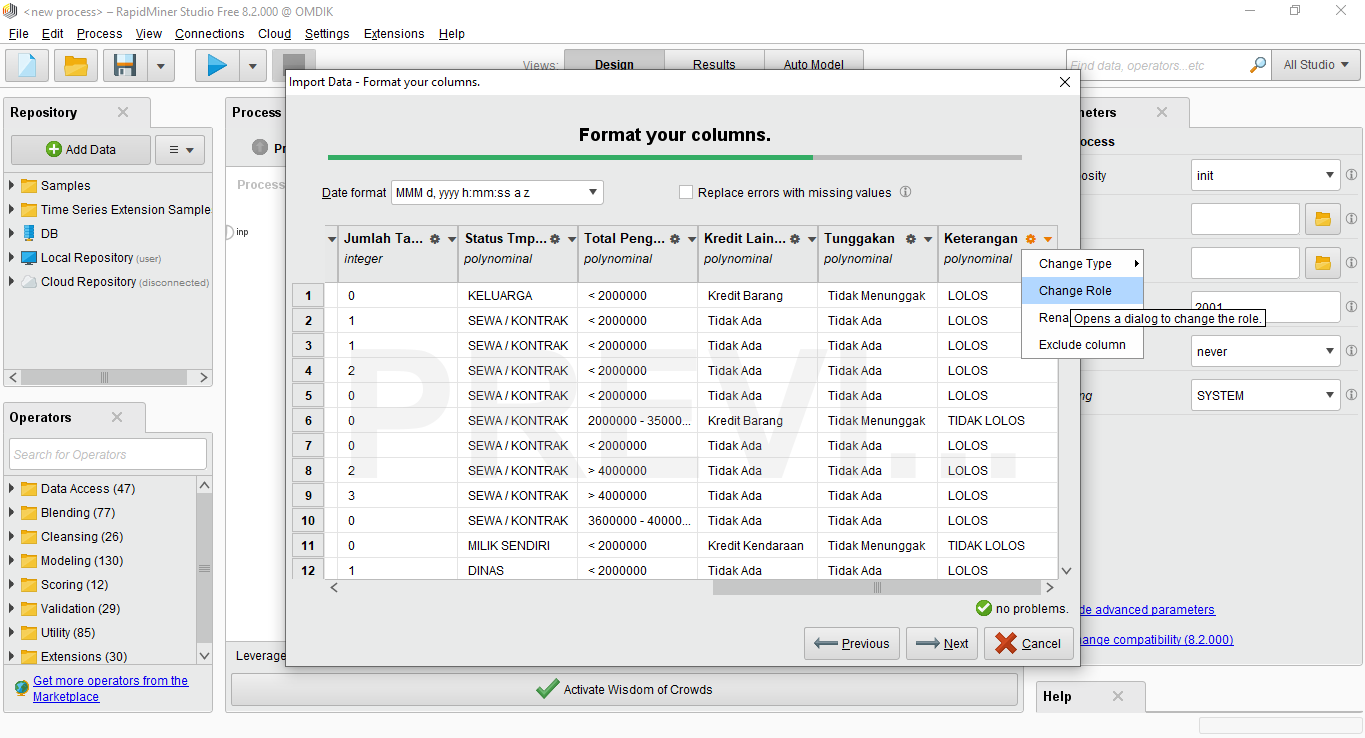 <new process> – RapidMiner Studio Free 8.2.000 @ OMDIK
File Edit Process View Connections Cloud Settings Extensions Help
Views: Design Results Auto Model
Find data, operators...etc
All Studio
Import Data - Format your columns.
Format your columns.
Date format MMM d, yyyy h:mm:ss a z
Replace errors with missing values
Jumlah Ta... Status Tmp... Total Peng... Kredit Lain... Tunggakan Keterangan
integer polynominal polynominal polynominal polynominal polynominal
1 0 KELUARGA < 2000000 Kredit Barang Tidak Menunggak LOLOS
2 1 SEWA / KONTRAK < 2000000 Tidak Ada Tidak Ada LOLOS
3 1 SEWA / KONTRAK < 2000000 Tidak Ada Tidak Ada LOLOS
4 2 SEWA / KONTRAK < 2000000 Tidak Ada Tidak Ada LOLOS
5 0 SEWA / KONTRAK < 2000000 Tidak Ada Tidak Ada LOLOS
6 0 SEWA / KONTRAK 2000000 - 35000... Kredit Barang Tidak Menunggak TIDAK LOLOS
7 0 SEWA / KONTRAK < 2000000 Tidak Ada Tidak Ada LOLOS
8 2 SEWA / KONTRAK > 4000000 Tidak Ada Tidak Ada LOLOS
9 3 SEWA / KONTRAK > 4000000 Tidak Ada Tidak Ada LOLOS
10 0 SEWA / KONTRAK 3600000 - 40000... Tidak Ada Tidak Ada LOLOS
11 0 MILIK SENDIRI < 2000000 Kredit Kendaraan Tidak Menunggak TIDAK LOLOS
12 1 DINAS < 2000000 Tidak Ada Tidak Ada LOLOS
PREVI...
Change Type
Change Role
Rena
Opens a dialog to change the role.
Exclude column
no problems.
Previous
Next
Cancel
Repository
Add Data
Samples
Time Series Extension Sample
DB
Local Repository (user)
Cloud Repository (disconnected)
Operators
Search for Operators
Data Access (47)
Blending (77)
Cleansing (26)
Modeling (130)
Scoring (12)
Validation (29)
Utility (85)
Extensions (30)
Get more operators from the
Marketplace
Process
Pr
Process
inp
Leverage
Activate Wisdom of Crowds
meters
ocess
osity init
2001
never
ng SYSTEM
de advanced parameters
ange compatibility (8.2.000)
Help